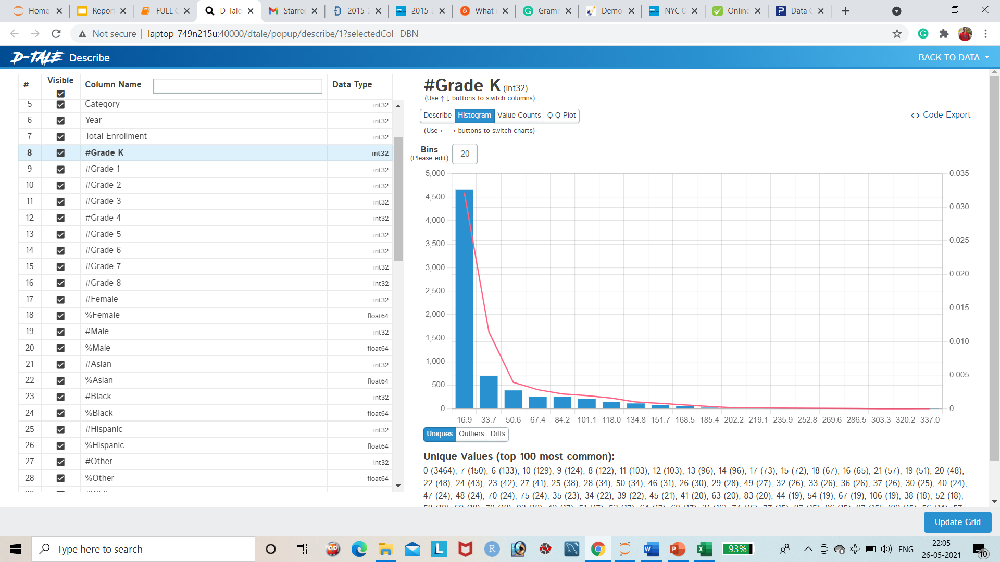 Home
Repor
FULL C
D-Tale
Starred
2015-2
2015-2
What i
Gramm
Demo
NYC O
Online
Data C
Not secure | laptop-749n215u:40000/dtale/popup/describe/1?selectedCol=DBN
D-TALE Describe
BACK TO DATA
# Visible Column Name Data Type
5 Category int32
6 Year int32
7 Total Enrollment int32
8 #Grade K int32
9 #Grade 1 int32
10 #Grade 2 int32
11 #Grade 3 int32
12 #Grade 4 int32
13 #Grade 5 int32
14 #Grade 6 int32
15 #Grade 7 int32
16 #Grade 8 int32
17 #Female int32
18 %Female float64
19 #Male int32
20 %Male float64
21 #Asian int32
22 %Asian float64
23 #Black int32
24 %Black float64
25 #Hispanic int32
26 %Hispanic float64
27 #Other int32
28 %Other float64
#Grade K (int32)
(Use ↑ ↓ buttons to switch columns)
Describe Histogram Value Counts Q-Q Plot
<> Code Export
(Use ← → buttons to switch charts)
Bins 20
(Please edit)
5,000
4,500
4,000
3,500
3,000
2,500
2,000
1,500
1,000
500
0
0.035
0.030
0.025
0.020
0.015
0.010
0.005
0
16.9 33.7 50.6 67.4 84.2 101.1 118.0 134.8 151.7 168.5 185.4 202.2 219.1 235.9 252.8 269.6 286.5 303.3 320.2 337.0
Uniques Outliers Diffs
Unique Values (top 100 most common):
0 (3464), 7 (150), 6 (133), 10 (129), 9 (124), 8 (122), 11 (103), 12 (103), 13 (96), 14 (96), 17 (73), 15 (72), 18 (67), 16 (65), 21 (57), 19 (51), 20 (48),
22 (48), 24 (43), 23 (42), 27 (41), 25 (38), 28 (34), 50 (34), 46 (31), 26 (30), 29 (28), 49 (27), 32 (26), 33 (26), 36 (26), 37 (26), 30 (25), 40 (24),
47 (24), 48 (24), 70 (24), 75 (24), 35 (23), 34 (22), 39 (22), 45 (21), 41 (20), 63 (20), 83 (20), 44 (19), 54 (19), 67 (19), 106 (19), 38 (18), 52 (18),
Update Grid
Type here to search
93%
ENG
22:05
26-05-2021
10